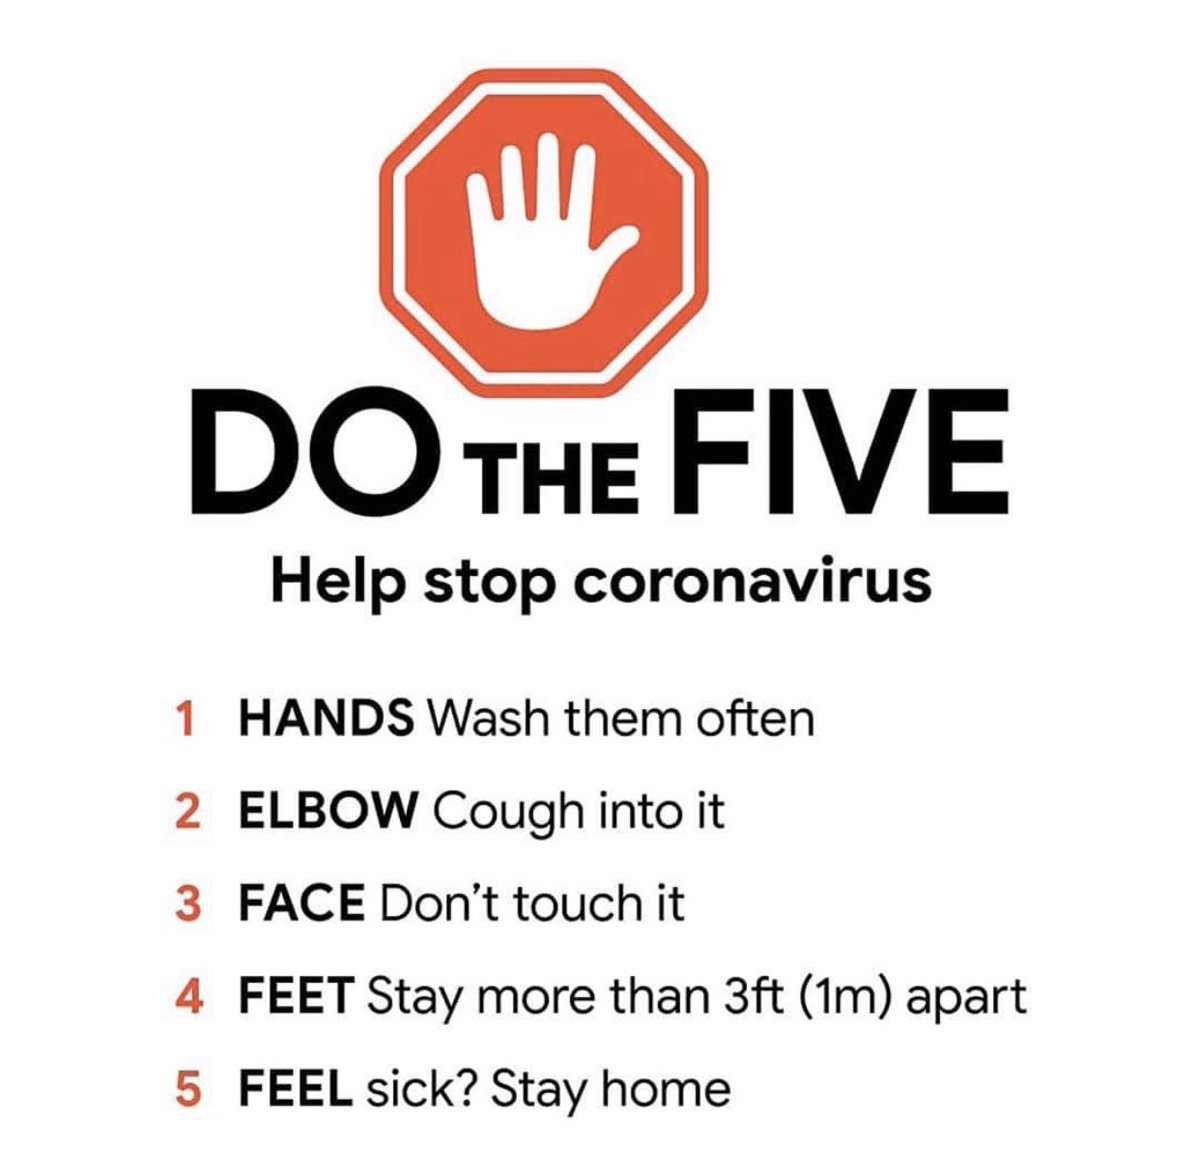 DO THE FIVE
Help stop coronavirus
1 HANDS Wash them often
2 ELBOW Cough into it
3 FACE Don't touch it
4 FEET Stay more than 3ft (1m) apart
5 FEEL sick? Stay home